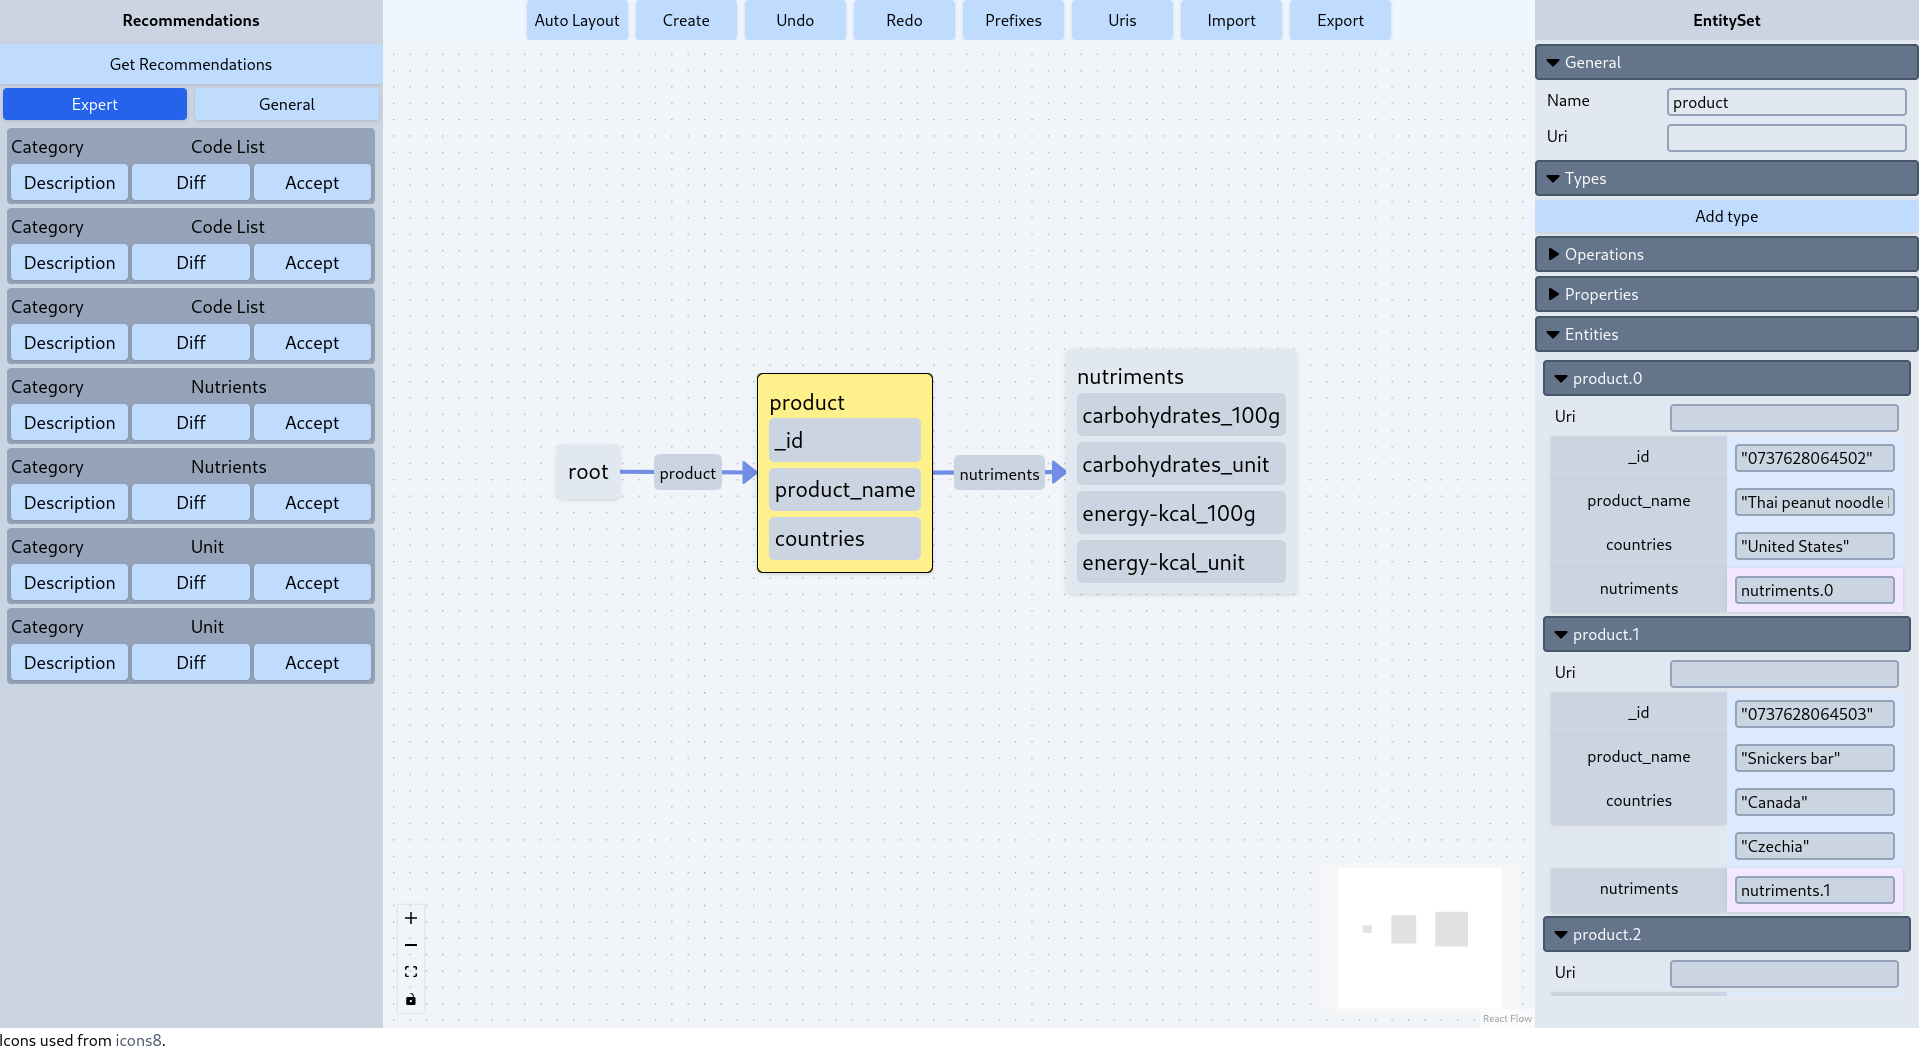 Recommendations
Get Recommendations
Expert General
Category Code List
Description Diff Accept
Category Code List
Description Diff Accept
Category Code List
Description Diff Accept
Category Nutrients
Description Diff Accept
Category Nutrients
Description Diff Accept
Category Unit
Description Diff Accept
Category Unit
Description Diff Accept
Auto Layout Create Undo Redo Prefixes Uris Import Export
root
product
product
_id
product_name
countries
nutriments
nutriments
carbohydrates_100g
carbohydrates_unit
energy-kcal_100g
energy-kcal_unit
React Flow
EntitySet
General
Name product
Uri
Types
Add type
Operations
Properties
Entities
product.0
Uri
_id "0737628064502"
product_name "Thai peanut noodle
countries "United States"
nutriments nutriments.0
product.1
Uri
_id "0737628064503"
product_name "Snickers bar"
countries "Canada"
"Czechia"
nutriments nutriments.1
product.2
Uri
Icons used from icons8.